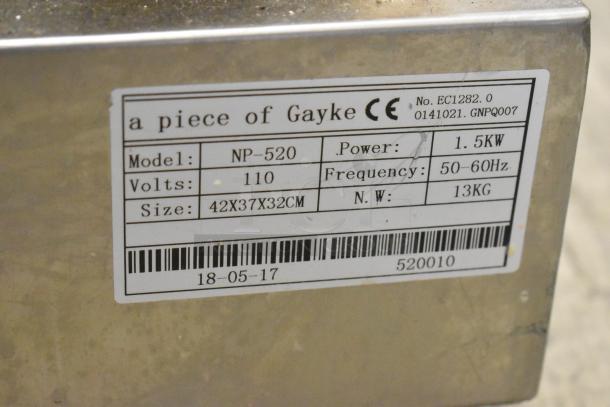 a piece of Gayke CE No. EC1282.0
0141021.GNPQ007
Model: NP-520 Power: 1.5KW
Volts: 110 Frequency: 50-60Hz
Size: 42X37X32CM N.W: 13KG
18-05-17 520010